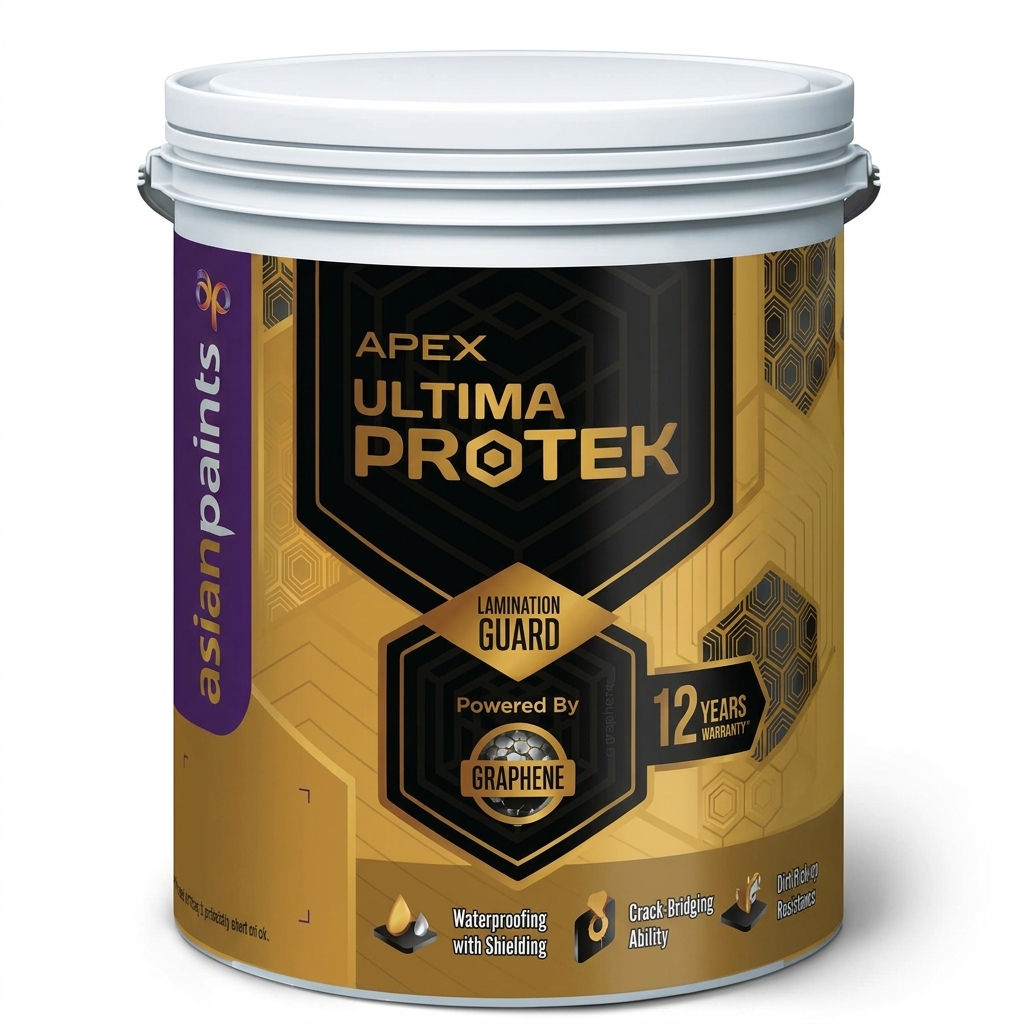 asianpaints
APEX
ULTIMA
PROTEK
LAMINATION
GUARD
Powered By
GRAPHENE
12 YEARS
WARRANTY*
Waterproofing
with Shielding
Crack-Bridging
Ability